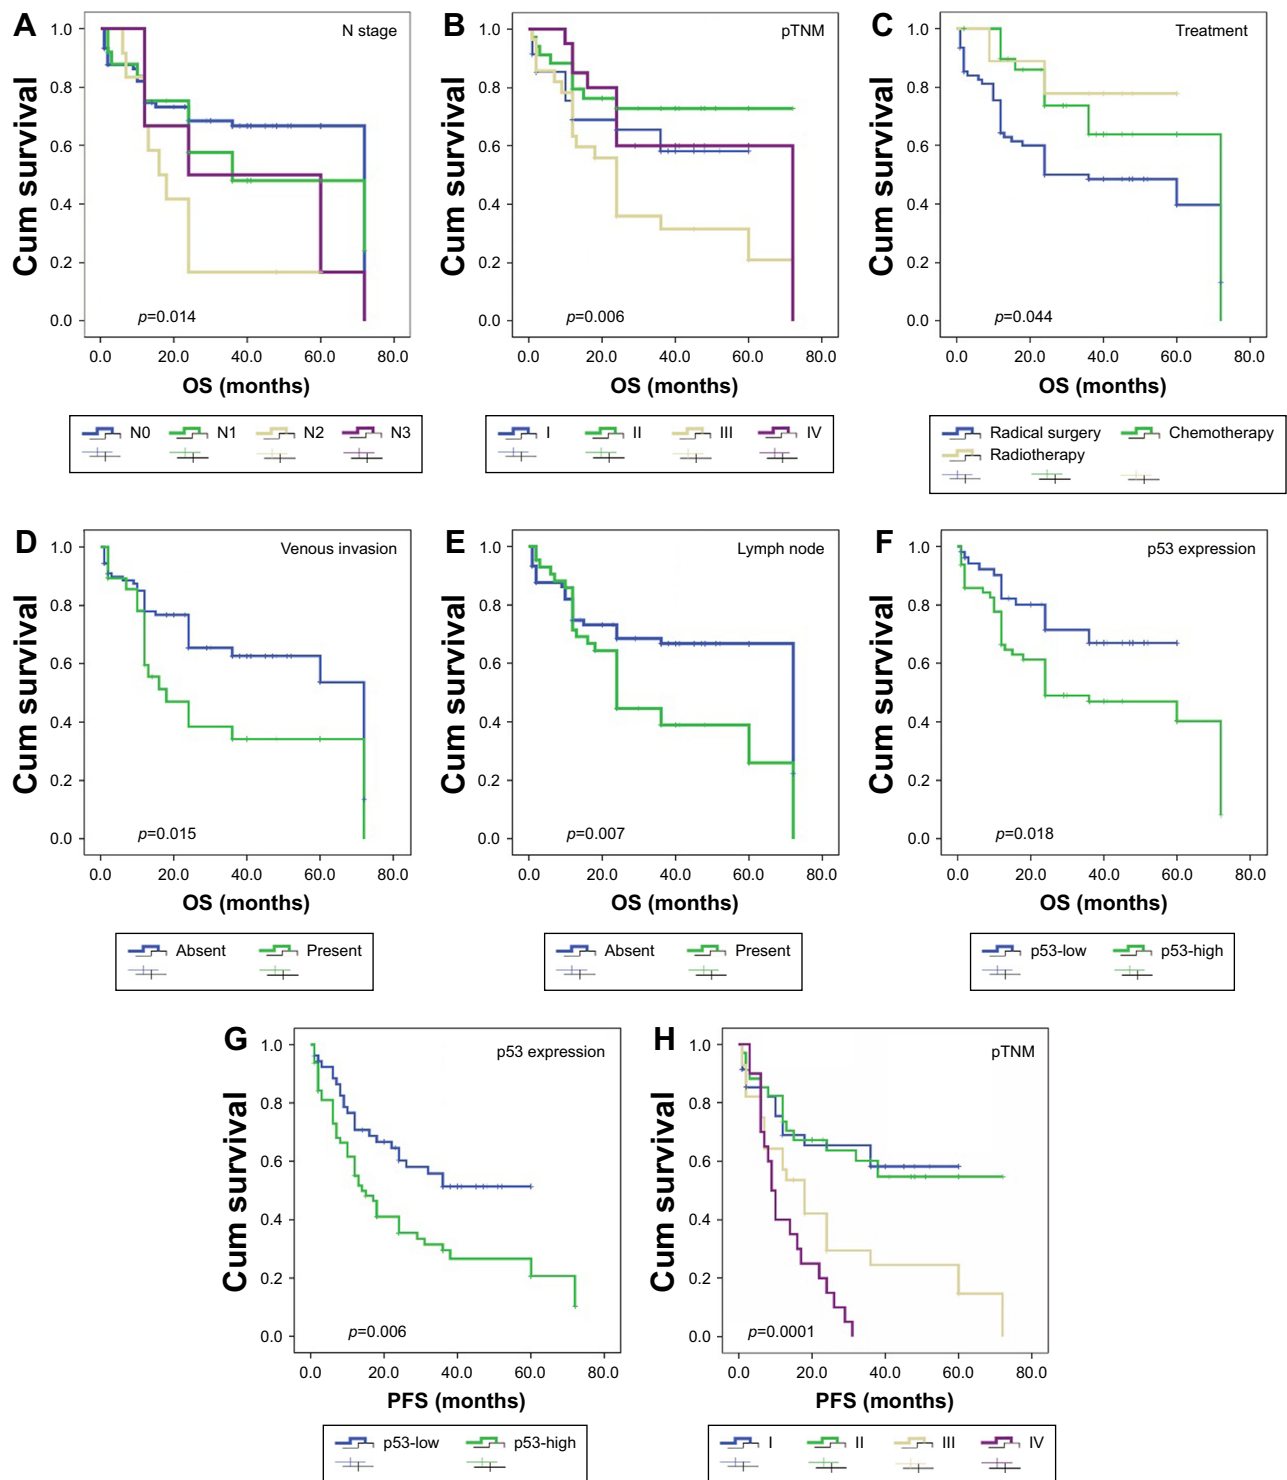 A
N stage
Cum survival
1.0
0.8
0.6
0.4
0.2
0.0
p=0.014
0.0 20.0 40.0 60.0 80.0
OS (months)
N0 N1 N2 N3
B
pTNM
Cum survival
1.0
0.8
0.6
0.4
0.2
0.0
p=0.006
0.0 20.0 40.0 60.0 80.0
OS (months)
I II III IV
C
Treatment
Cum survival
1.0
0.8
0.6
0.4
0.2
0.0
p=0.044
0.0 20.0 40.0 60.0 80.0
OS (months)
Radical surgery Chemotherapy
Radiotherapy
D
Venous invasion
Cum survival
1.0
0.8
0.6
0.4
0.2
0.0
p=0.015
0.0 20.0 40.0 60.0 80.0
OS (months)
Absent Present
E
Lymph node
Cum survival
1.0
0.8
0.6
0.4
0.2
0.0
p=0.007
0.0 20.0 40.0 60.0 80.0
OS (months)
Absent Present
F
p53 expression
Cum survival
1.0
0.8
0.6
0.4
0.2
0.0
p=0.018
0.0 20.0 40.0 60.0 80.0
OS (months)
p53-low p53-high
G
p53 expression
Cum survival
1.0
0.8
0.6
0.4
0.2
0.0
p=0.006
0.0 20.0 40.0 60.0 80.0
PFS (months)
p53-low p53-high
H
pTNM
Cum survival
1.0
0.8
0.6
0.4
0.2
0.0
p=0.0001
0.0 20.0 40.0 60.0 80.0
PFS (months)
I II III IV